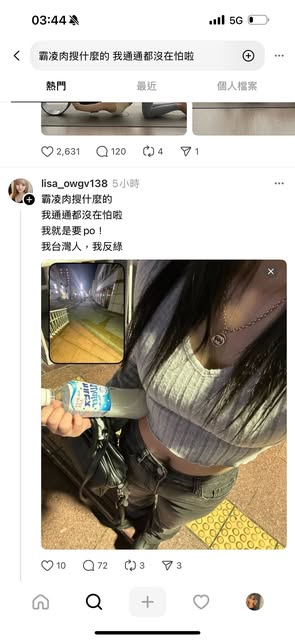 03:44
5G
霸凌肉搜什麼的 我通通都沒在怕啦
熱門
最近
個人檔案
2,631
120
4
1
lisa_owgv138 5小時
霸凌肉搜什麼的
我通通都沒在怕啦
我就是要po！
我台灣人，我反綠
10
72
3
3